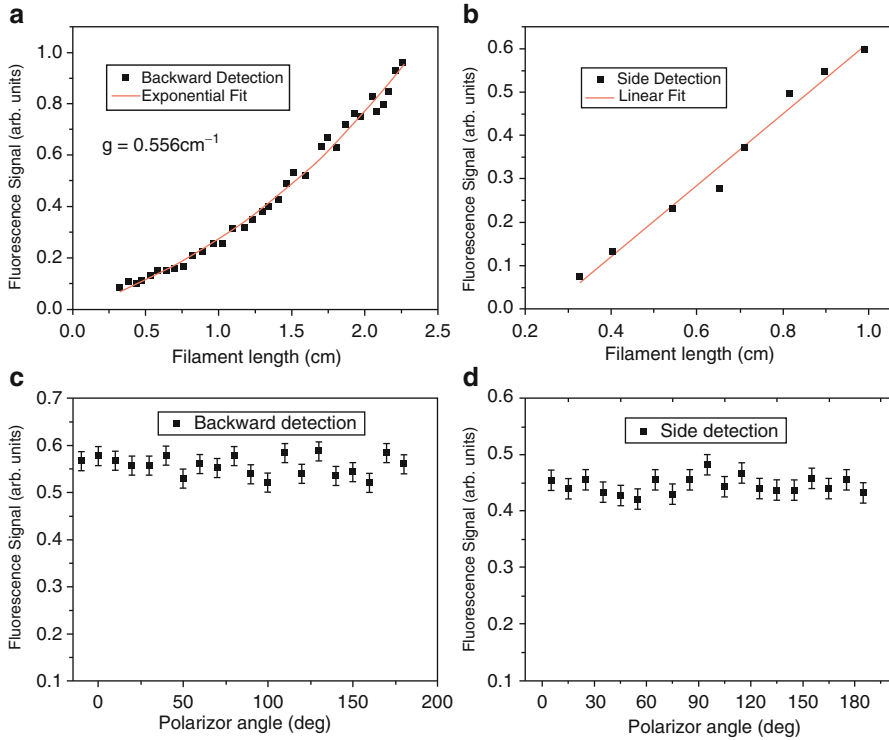 a
Fluorescence Signal (arb. units)
1.0
0.8
0.6
0.4
0.2
0.0
Backward Detection
Exponential Fit
g = 0.556cm⁻¹
0.0 0.5 1.0 1.5 2.0 2.5
Filament length (cm)
b
Fluorescence Signal (arb. units)
0.6
0.5
0.4
0.3
0.2
0.1
0.0
Side Detection
Linear Fit
0.2 0.4 0.6 0.8 1.0
Filament length (cm)
c
Fluorescence Signal (arb. units)
0.7
0.6
0.5
0.4
0.3
0.2
0.1
Backward detection
0 50 100 150 200
Polarizor angle (deg)
d
Fluorescence Signal (arb. units)
0.6
0.5
0.4
0.3
0.2
0.1
Side detection
0 30 60 90 120 150 180
Polarizor angle (deg)